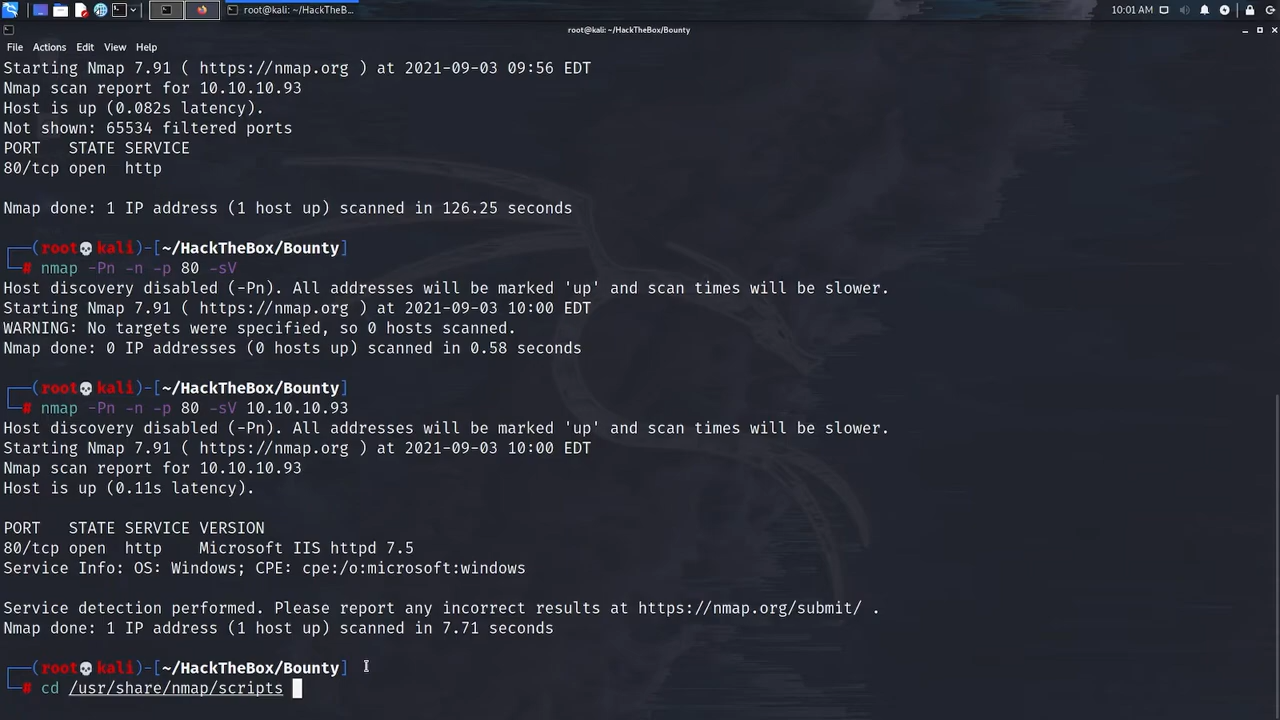 root@kali: ~/HackTheB...
10:01 AM
root@kali: ~/HackTheBox/Bounty
File Actions Edit View Help
Starting Nmap 7.91 ( https://nmap.org ) at 2021-09-03 09:56 EDT
Nmap scan report for 10.10.10.93
Host is up (0.082s latency).
Not shown: 65534 filtered ports
PORT   STATE SERVICE
80/tcp open  http
Nmap done: 1 IP address (1 host up) scanned in 126.25 seconds
┌──(root💀kali)-[~/HackTheBox/Bounty]
└─# nmap -Pn -n -p 80 -sV
Host discovery disabled (-Pn). All addresses will be marked 'up' and scan times will be slower.
Starting Nmap 7.91 ( https://nmap.org ) at 2021-09-03 10:00 EDT
WARNING: No targets were specified, so 0 hosts scanned.
Nmap done: 0 IP addresses (0 hosts up) scanned in 0.58 seconds
┌──(root💀kali)-[~/HackTheBox/Bounty]
└─# nmap -Pn -n -p 80 -sV 10.10.10.93
Host discovery disabled (-Pn). All addresses will be marked 'up' and scan times will be slower.
Starting Nmap 7.91 ( https://nmap.org ) at 2021-09-03 10:00 EDT
Nmap scan report for 10.10.10.93
Host is up (0.11s latency).
PORT   STATE SERVICE VERSION
80/tcp open  http    Microsoft IIS httpd 7.5
Service Info: OS: Windows; CPE: cpe:/o:microsoft:windows
Service detection performed. Please report any incorrect results at https://nmap.org/submit/ .
Nmap done: 1 IP address (1 host up) scanned in 7.71 seconds
┌──(root💀kali)-[~/HackTheBox/Bounty]
└─# cd /usr/share/nmap/scripts